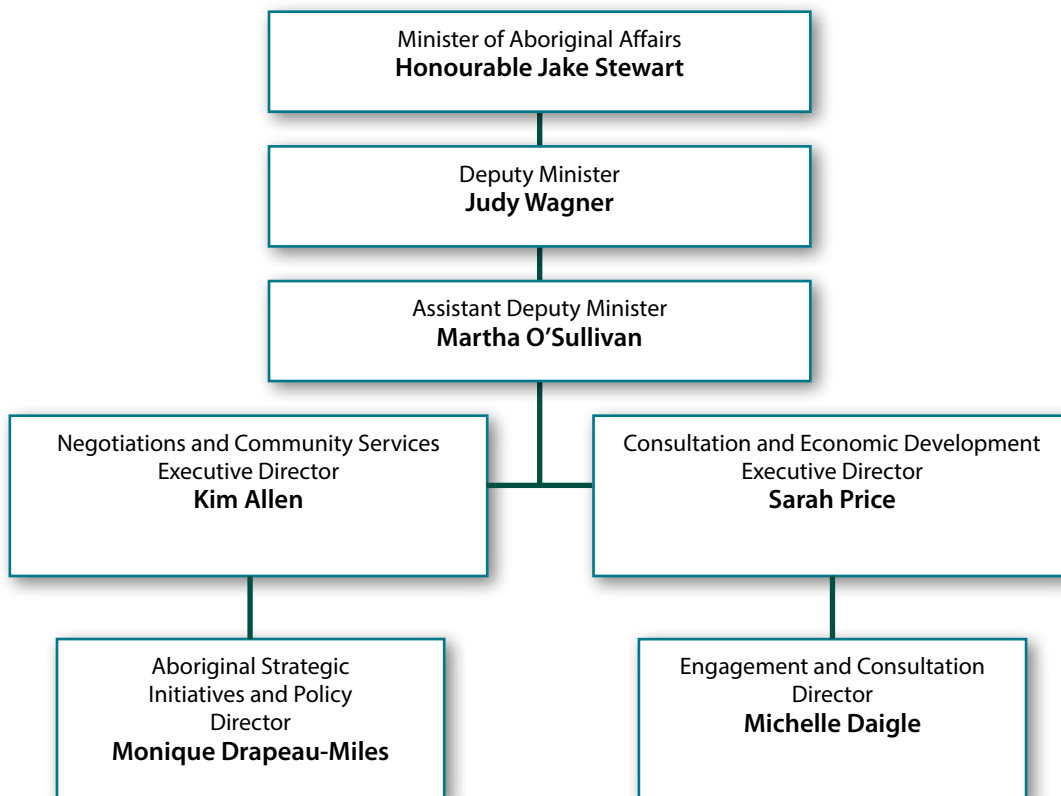 Minister of Aboriginal Affairs
Honourable Jake Stewart
Deputy Minister
Judy Wagner
Assistant Deputy Minister
Martha O’Sullivan
Negotiations and Community Services
Executive Director
Kim Allen
Consultation and Economic Development
Executive Director
Sarah Price
Aboriginal Strategic
Initiatives and Policy
Director
Monique Drapeau-Miles
Engagement and Consultation
Director
Michelle Daigle